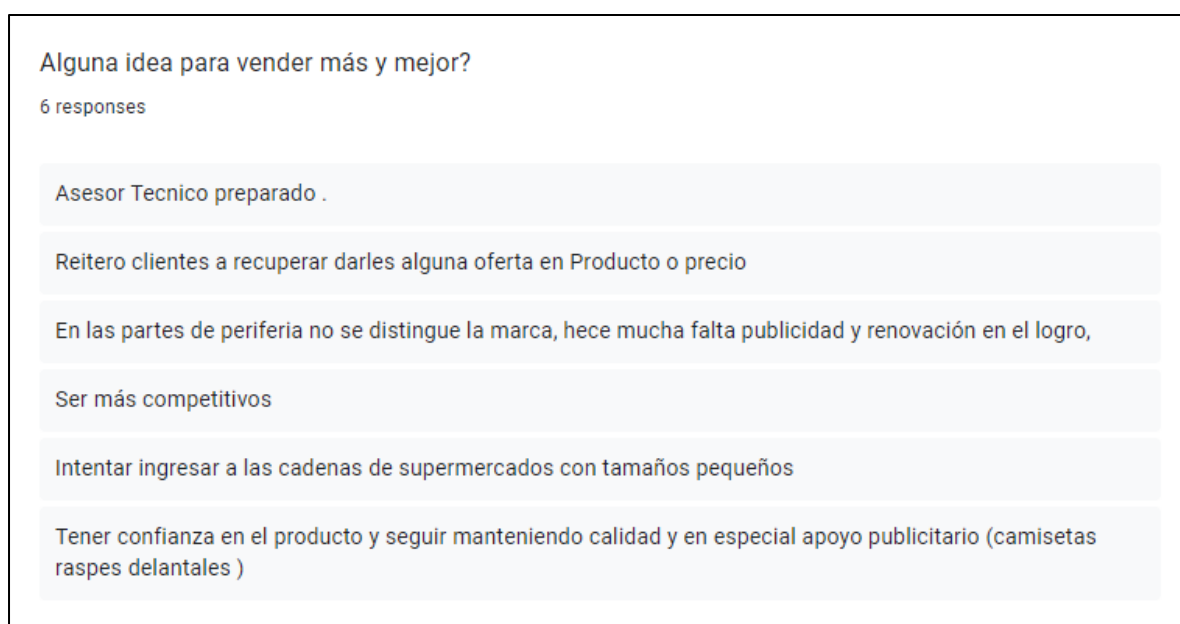 Alguna idea para vender más y mejor?
6 responses
Asesor Tecnico preparado .
Reitero clientes a recuperar darles alguna oferta en Producto o precio
En las partes de periferia no se distingue la marca, hece mucha falta publicidad y renovación en el logro,
Ser más competitivos
Intentar ingresar a las cadenas de supermercados con tamaños pequeños
Tener confianza en el producto y seguir manteniendo calidad y en especial apoyo publicitario (camisetas
raspes delantales )